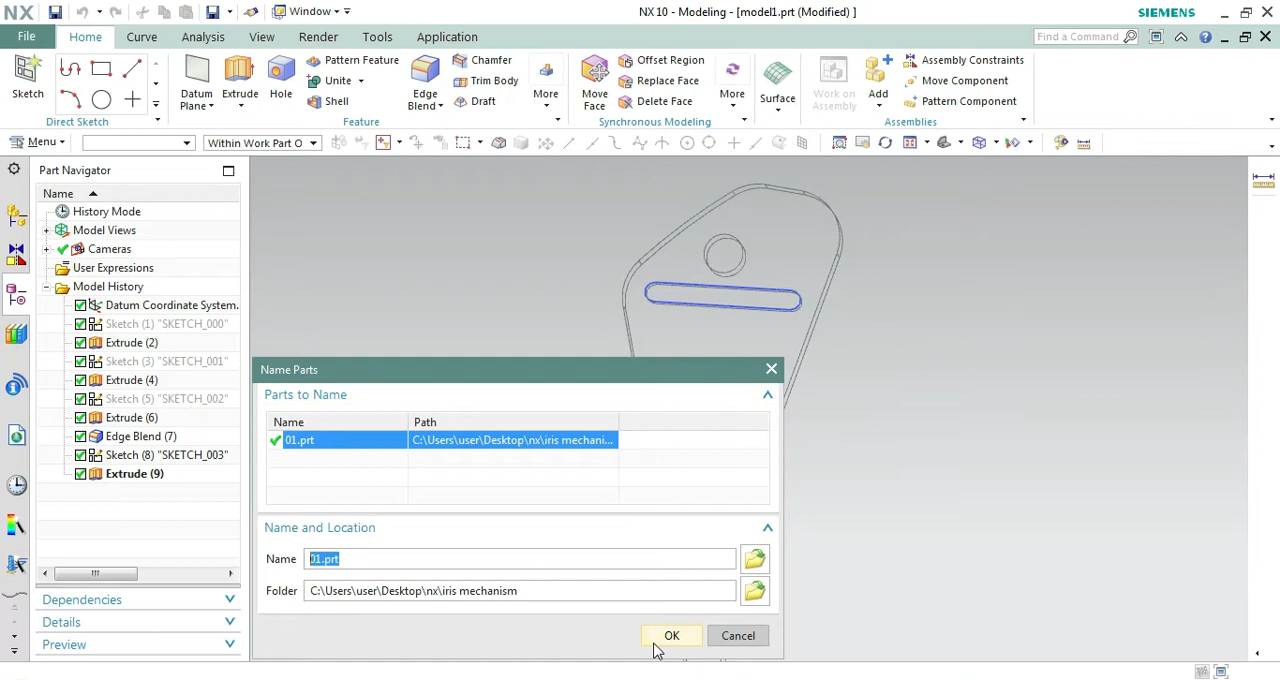 NX Window NX 10 - Modeling - [model1.prt (Modified) ] SIEMENS
File Home Curve Analysis View Render Tools Application Find a Command
Sketch
Direct Sketch
Datum Plane
Extrude
Hole
Pattern Feature
Unite
Shell
Edge Blend
Chamfer
Trim Body
Draft
More
Feature
Move Face
Offset Region
Replace Face
Delete Face
More
Synchronous Modeling
Surface
Work on Assembly
Add
Assembly Constraints
Move Component
Pattern Component
Assemblies
Menu Within Work Part O
Part Navigator
Name
History Mode
Model Views
Cameras
User Expressions
Model History
Datum Coordinate System.
Sketch (1) "SKETCH_000"
Extrude (2)
Sketch (3) "SKETCH_001"
Extrude (4)
Sketch (5) "SKETCH_002"
Extrude (6)
Edge Blend (7)
Sketch (8) "SKETCH_003"
Extrude (9)
Dependencies
Details
Preview
Name Parts
Parts to Name
Name Path
01.prt C:\Users\user\Desktop\nx\iris mechani...
Name and Location
Name 01.prt
Folder C:\Users\user\Desktop\nx\iris mechanism
OK Cancel